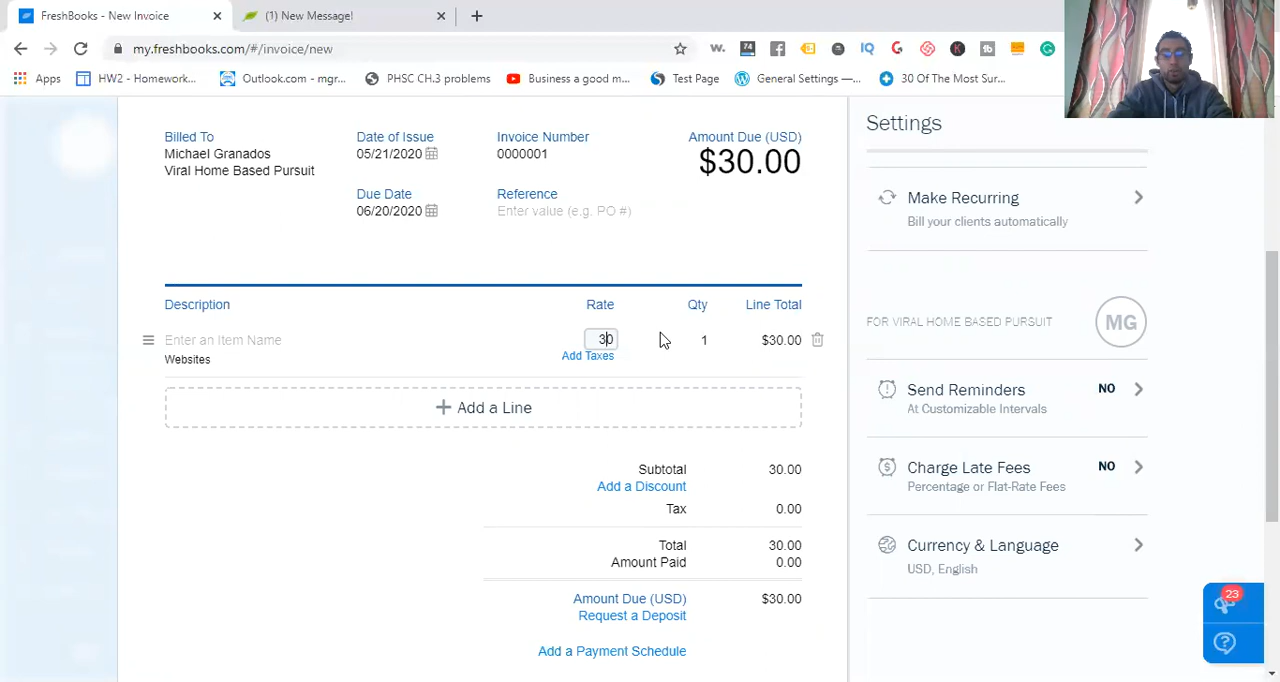 FreshBooks - New Invoice
(1) New Message!
my.freshbooks.com/#/invoice/new
Apps
HW2 - Homework...
Outlook.com - mgr...
PHSC CH.3 problems
Business a good m...
Test Page
General Settings —...
30 Of The Most Sur...
Billed To
Michael Granados
Viral Home Based Pursuit
Date of Issue
05/21/2020
Due Date
06/20/2020
Invoice Number
0000001
Reference
Enter value (e.g. PO #)
Amount Due (USD)
$30.00
Description Rate Qty Line Total
Enter an Item Name 30 1 $30.00
Websites
Add Taxes
Add a Line
Subtotal 30.00
Add a Discount
Tax 0.00
Total 30.00
Amount Paid 0.00
Amount Due (USD) $30.00
Request a Deposit
Add a Payment Schedule
Settings
Make Recurring
Bill your clients automatically
FOR VIRAL HOME BASED PURSUIT
MG
Send Reminders NO
At Customizable Intervals
Charge Late Fees NO
Percentage or Flat-Rate Fees
Currency & Language
USD, English
23